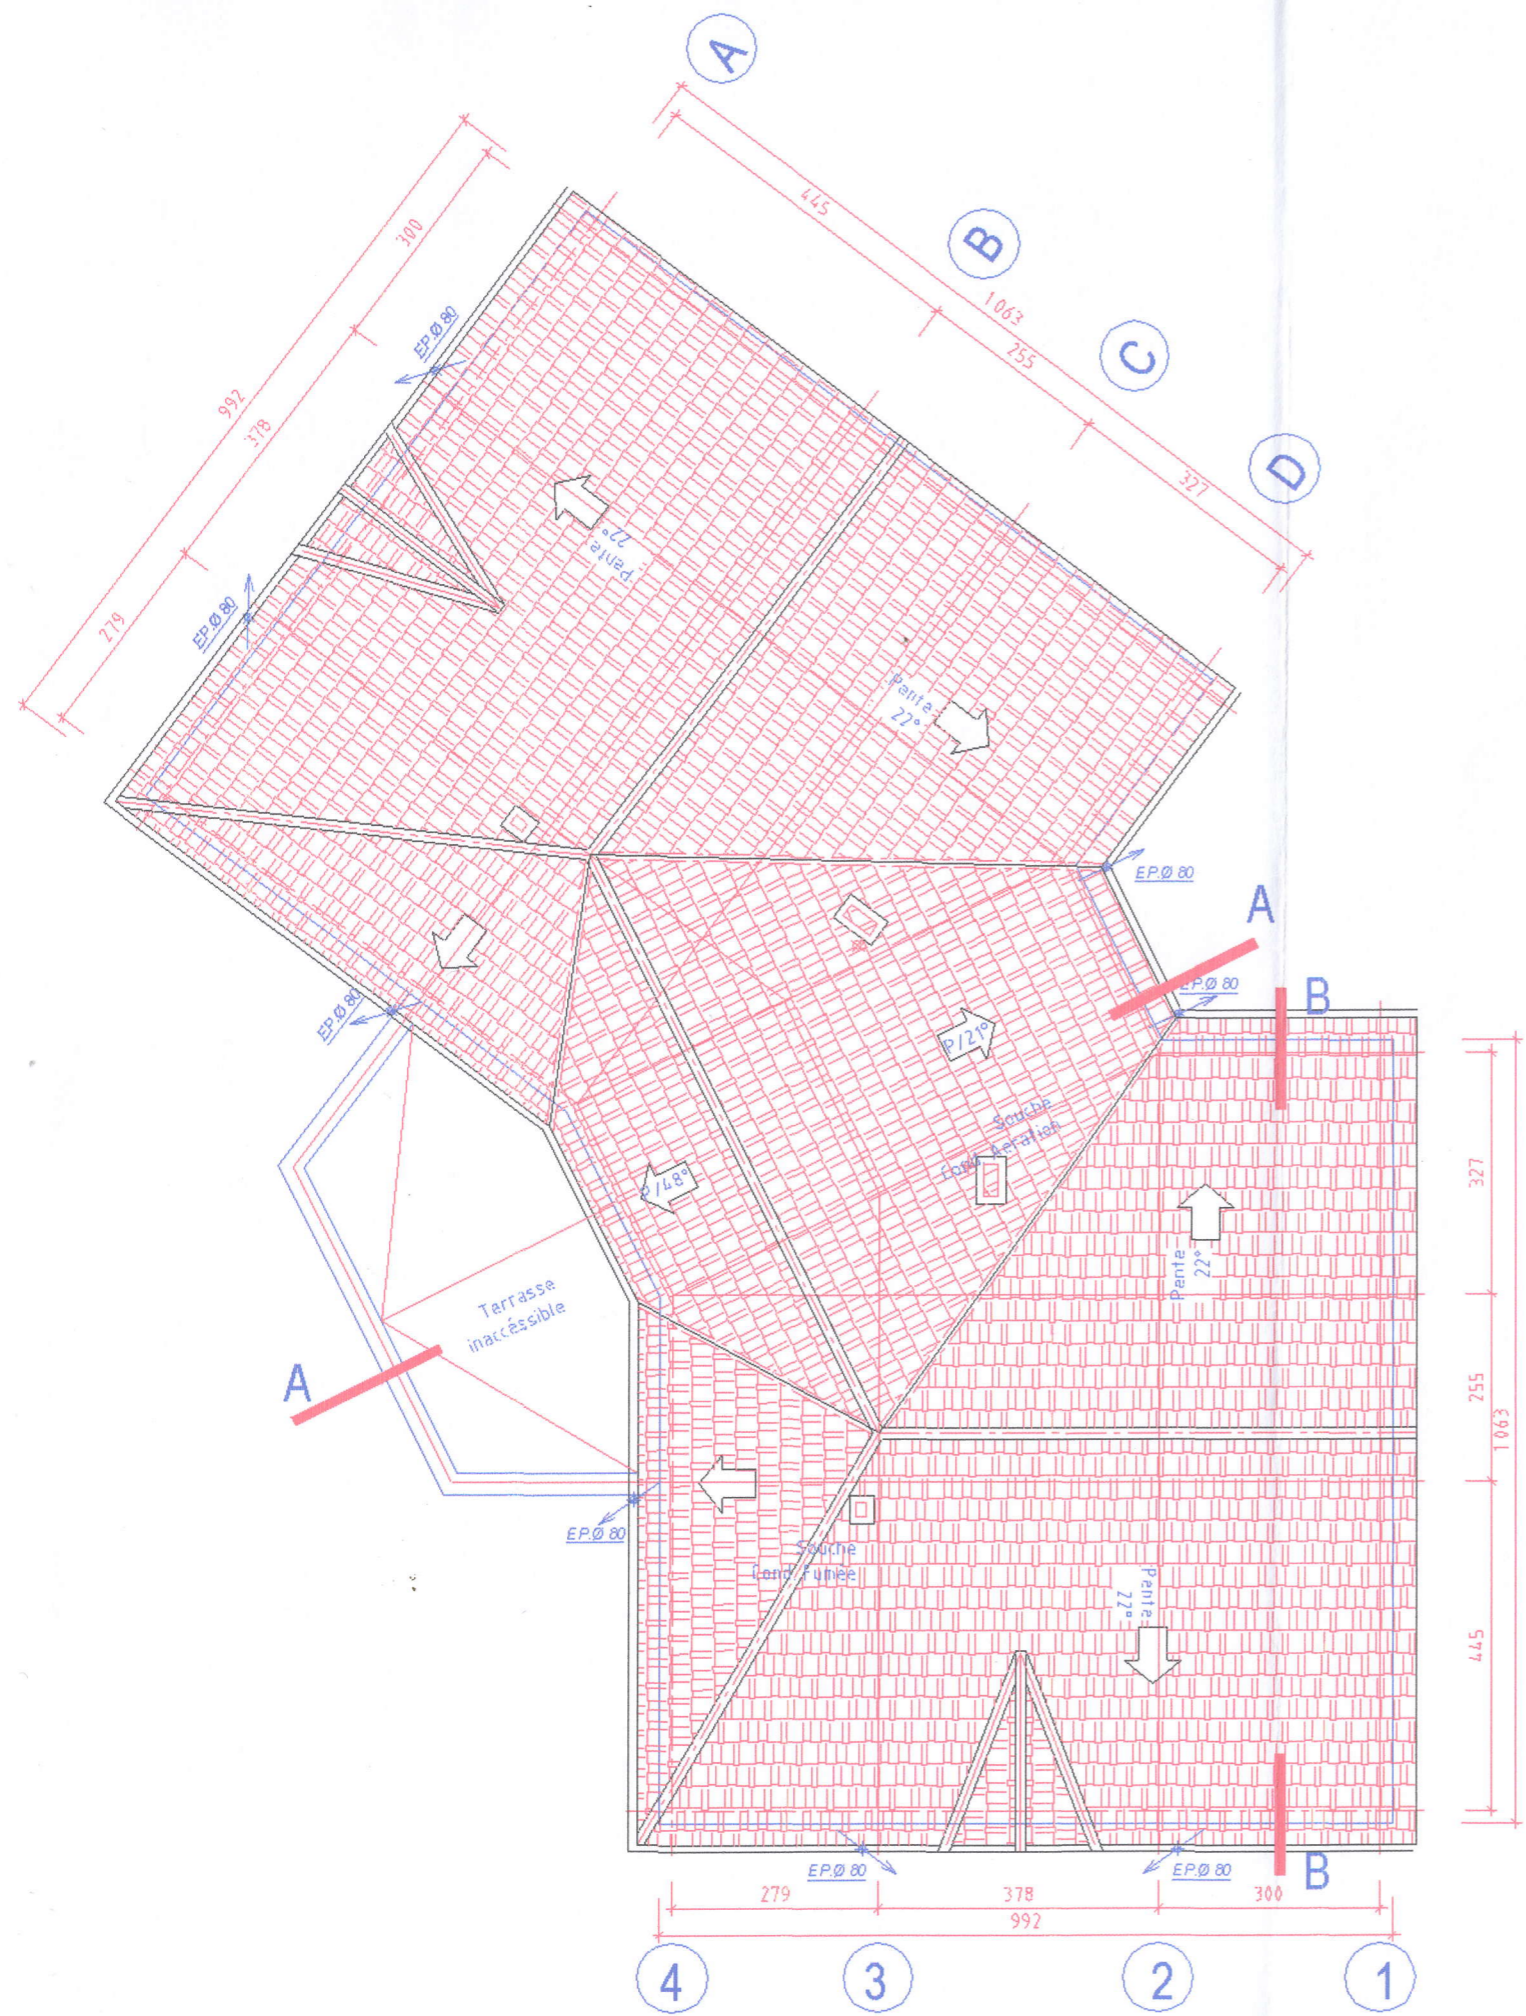 A
445
B
1063
255
C
327
D
300
992
378
279
EP.Ø 80
EP.Ø 80
Pente
22°
Pente
22°
EP.Ø 80
A
EP.Ø 80
B
EP.Ø 80
P/21°
Souche
Cond. Aération
P/48°
Terrasse
inaccéssible
Pente
22°
327
255
1063
445
A
EP.Ø 80
Souche
Cond. Fumée
Pente
22°
EP.Ø 80
EP.Ø 80
B
279
378
300
992
4
3
2
1